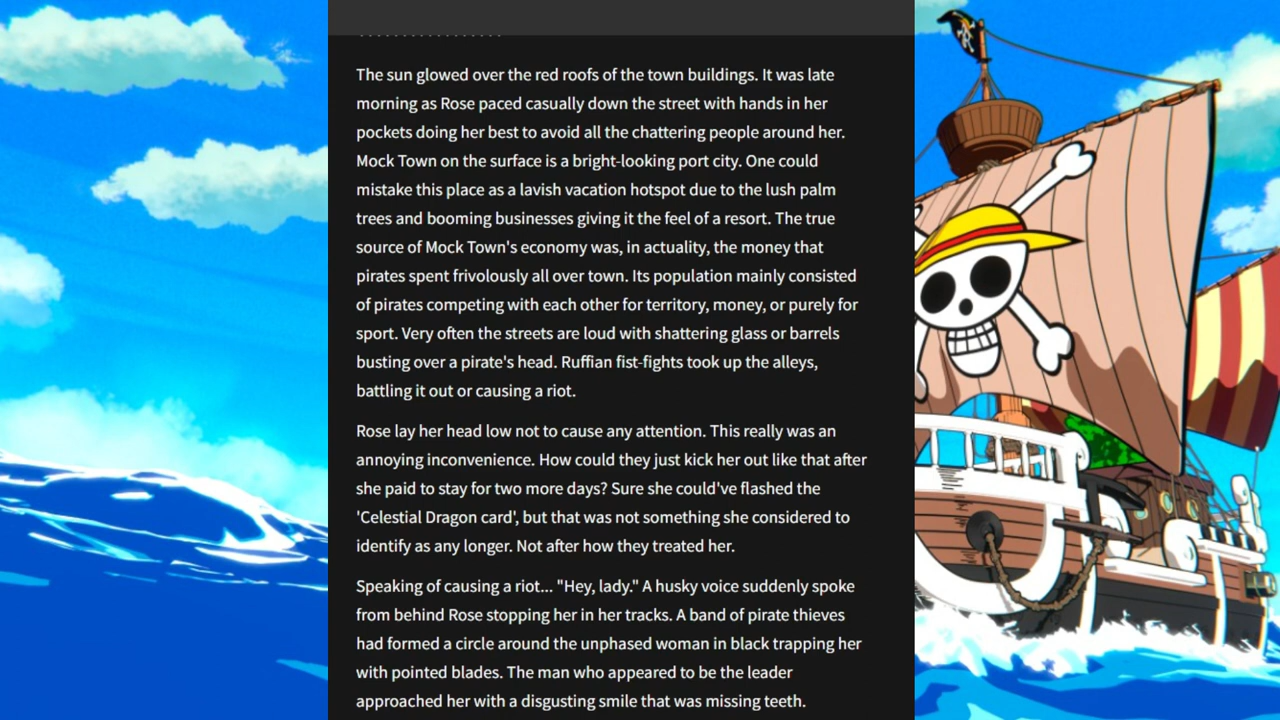 The sun glowed over the red roofs of the town buildings. It was late
morning as Rose paced casually down the street with hands in her
pockets doing her best to avoid all the chattering people around her.
Mock Town on the surface is a bright-looking port city. One could
mistake this place as a lavish vacation hotspot due to the lush palm
trees and booming businesses giving it the feel of a resort. The true
source of Mock Town's economy was, in actuality, the money that
pirates spent frivolously all over town. Its population mainly consisted
of pirates competing with each other for territory, money, or purely for
sport. Very often the streets are loud with shattering glass or barrels
busting over a pirate's head. Ruffian fist-fights took up the alleys,
battling it out or causing a riot.
Rose lay her head low not to cause any attention. This really was an
annoying inconvenience. How could they just kick her out like that after
she paid to stay for two more days? Sure she could've flashed the
'Celestial Dragon card', but that was not something she considered to
identify as any longer. Not after how they treated her.
Speaking of causing a riot... "Hey, lady." A husky voice suddenly spoke
from behind Rose stopping her in her tracks. A band of pirate thieves
had formed a circle around the unphased woman in black trapping her
with pointed blades. The man who appeared to be the leader
approached her with a disgusting smile that was missing teeth.